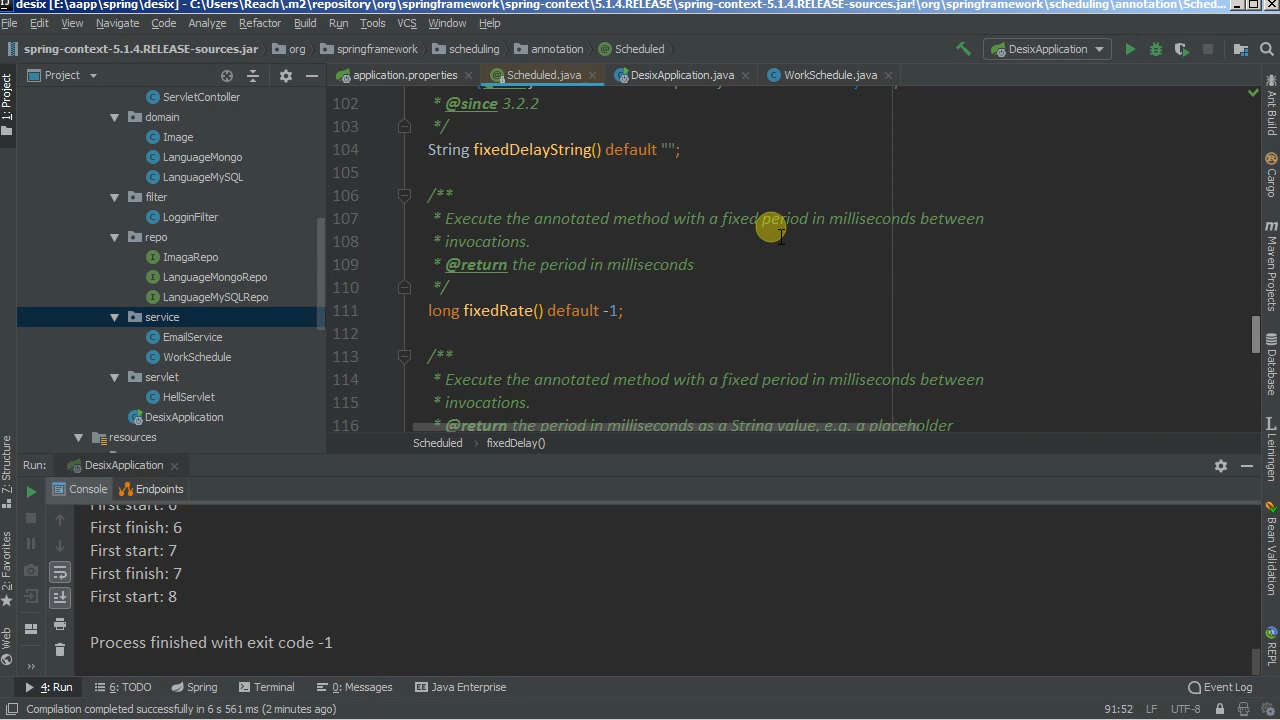 desix [E:\aapp\spring\desix] - C:\Users\Reach\.m2\repository\org\springframework\spring-context\5.1.4.RELEASE\spring-context-5.1.4.RELEASE-sources.jar!\org\springframework\scheduling\annotation\Sched...
File Edit View Navigate Code Analyze Refactor Build Run Tools VCS Window Help
spring-context-5.1.4.RELEASE-sources.jar org springframework scheduling annotation Scheduled
DesixApplication
Project
application.properties Scheduled.java DesixApplication.java WorkSchedule.java
1: Project
ServletContoller
domain
Image
LanguageMongo
LanguageMySQL
filter
LogginFilter
repo
ImagaRepo
LanguageMongoRepo
LanguageMySQLRepo
service
EmailService
WorkSchedule
servlet
HellServlet
DesixApplication
resources
102 * @since 3.2.2
103 */
104 String fixedDelayString() default "";
105
106 /**
107 * Execute the annotated method with a fixed period in milliseconds between
108 * invocations.
109 * @return the period in milliseconds
110 */
111 long fixedRate() default -1;
112
113 /**
114 * Execute the annotated method with a fixed period in milliseconds between
115 * invocations.
116 * @return the period in milliseconds as a String value, e.g. a placeholder
Scheduled fixedDelay()
Ant Build
Cargo
Maven Projects
Database
Leiningen
Bean Validation
REPL
7: Structure
2: Favorites
Web
Run: DesixApplication
Console Endpoints
First start: 6
First finish: 6
First start: 7
First finish: 7
First start: 8
Process finished with exit code -1
4: Run 6: TODO Spring Terminal 0: Messages Java Enterprise Event Log
Compilation completed successfully in 6 s 561 ms (2 minutes ago) 91:52 LF UTF-8